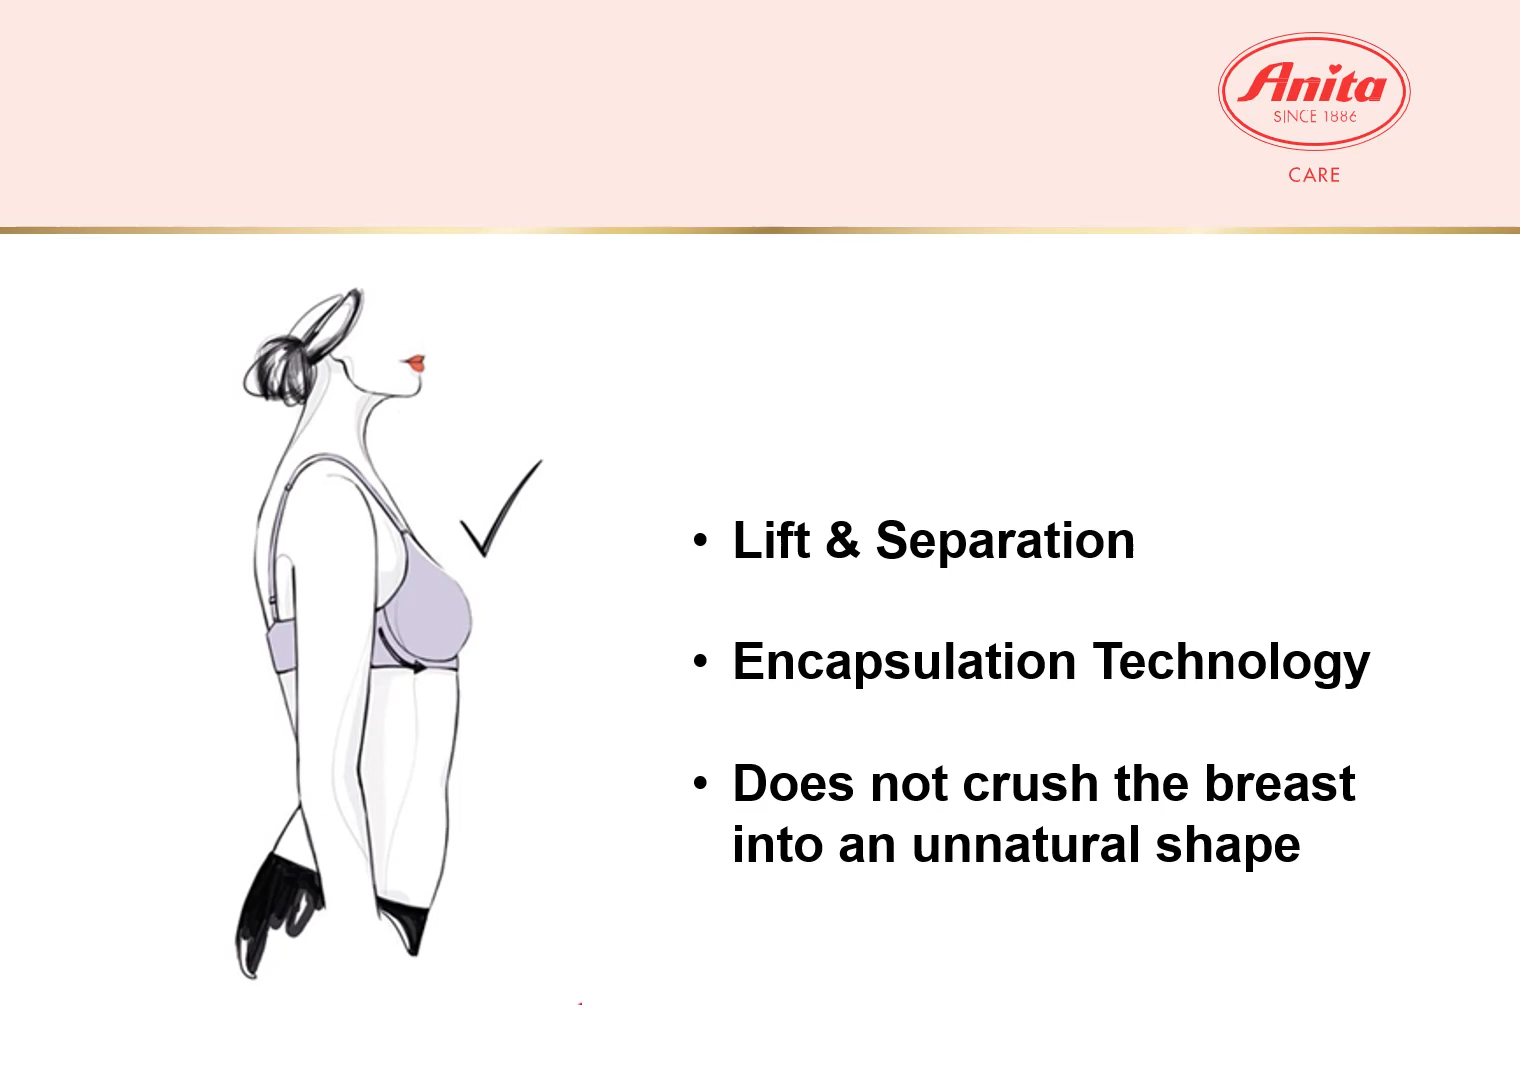 Anita
SINCE 1886
CARE
• Lift & Separation
• Encapsulation Technology
• Does not crush the breast
into an unnatural shape